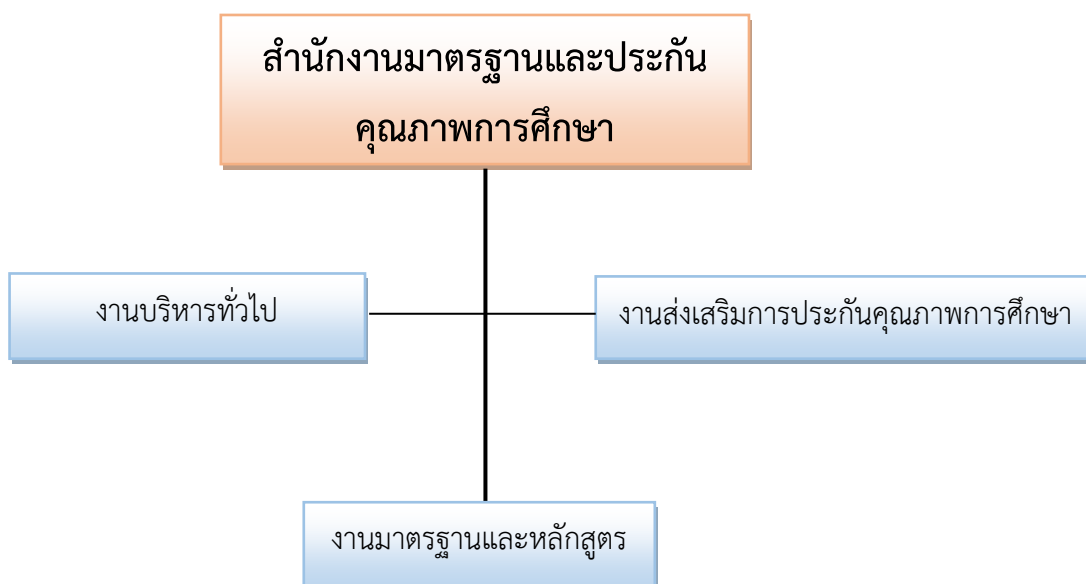 สำนักงานมาตรฐานและประกัน
คุณภาพการศึกษา
งานบริหารทั่วไป
งานส่งเสริมการประกันคุณภาพการศึกษา
งานมาตรฐานและหลักสูตร